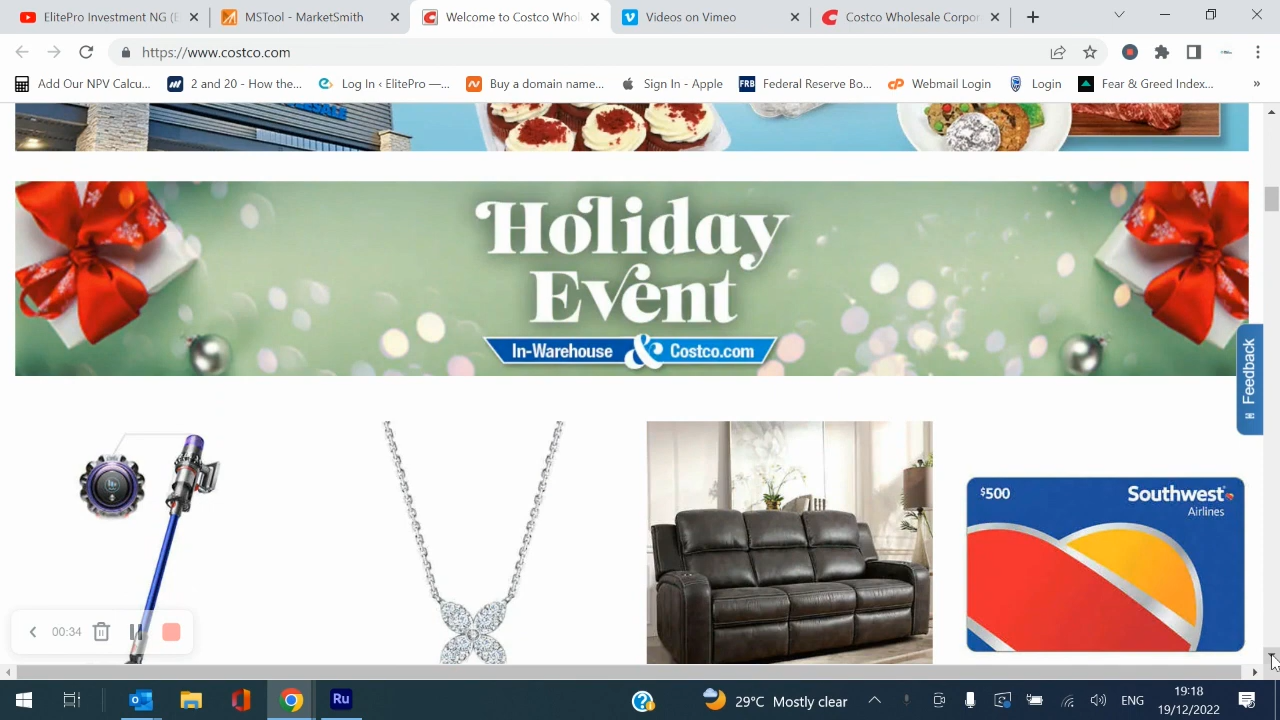 ElitePro Investment NG (E
MSTool - MarketSmith
Welcome to Costco Whol
Videos on Vimeo
Costco Wholesale Corpor
https://www.costco.com
Add Our NPV Calcu...
2 and 20 - How the...
Log In ‹ ElitePro —...
Buy a domain name...
Sign In - Apple
FRB Federal Reserve Bo...
cP Webmail Login
Login
Fear & Greed Index...
»
Holiday
Event
In-Warehouse & Costco.com
Feedback
$500
Southwest
Airlines
00:34
Ru
29°C Mostly clear
ENG
19:18
19/12/2022